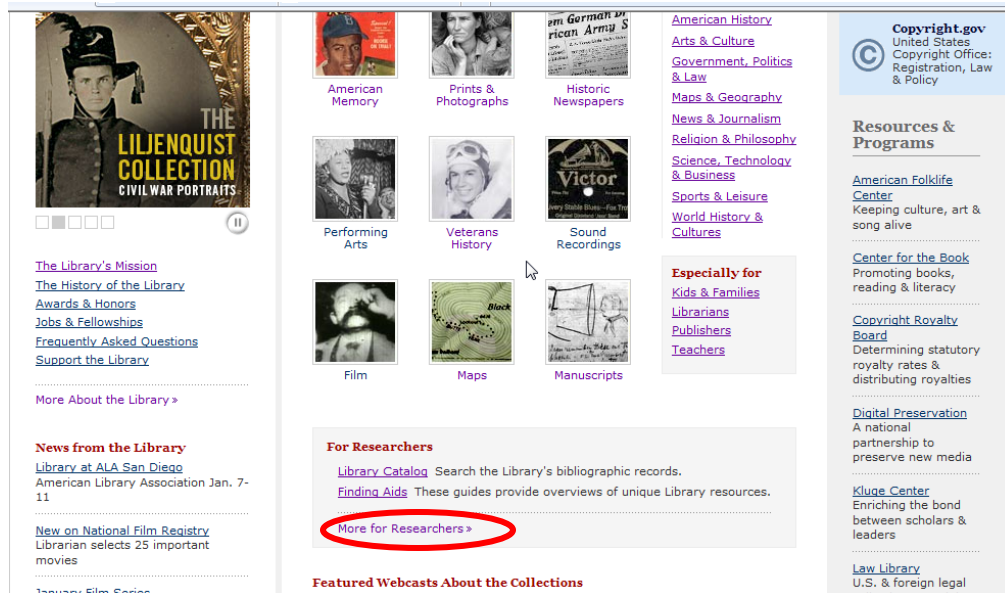 THE
LILJENQUIST
COLLECTION
CIVIL WAR PORTRAITS
The Library's Mission
The History of the Library
Awards & Honors
Jobs & Fellowships
Frequently Asked Questions
Support the Library
More About the Library »
News from the Library
Library at ALA San Diego
American Library Association Jan. 7-
11
New on National Film Registry
Librarian selects 25 important
movies
January Film Series
American
Memory
Prints &
Photographs
Historic
Newspapers
Performing
Arts
Victor
Veterans
History
Sound
Recordings
Black
Film
Maps
Manuscripts
American History
Arts & Culture
Government, Politics
& Law
Maps & Geography
News & Journalism
Religion & Philosophy
Science, Technology
& Business
Sports & Leisure
World History &
Cultures
Especially for
Kids & Families
Librarians
Publishers
Teachers
For Researchers
Library Catalog Search the Library's bibliographic records.
Finding Aids These guides provide overviews of unique Library resources.
More for Researchers »
Featured Webcasts About the Collections
©
Copyright.gov
United States
Copyright Office:
Registration, Law
& Policy
Resources &
Programs
American Folklife
Center
Keeping culture, art &
song alive
Center for the Book
Promoting books,
reading & literacy
Copyright Royalty
Board
Determining statutory
royalty rates &
distributing royalties
Digital Preservation
A national
partnership to
preserve new media
Kluge Center
Enriching the bond
between scholars &
leaders
Law Library
U.S. & foreign legal